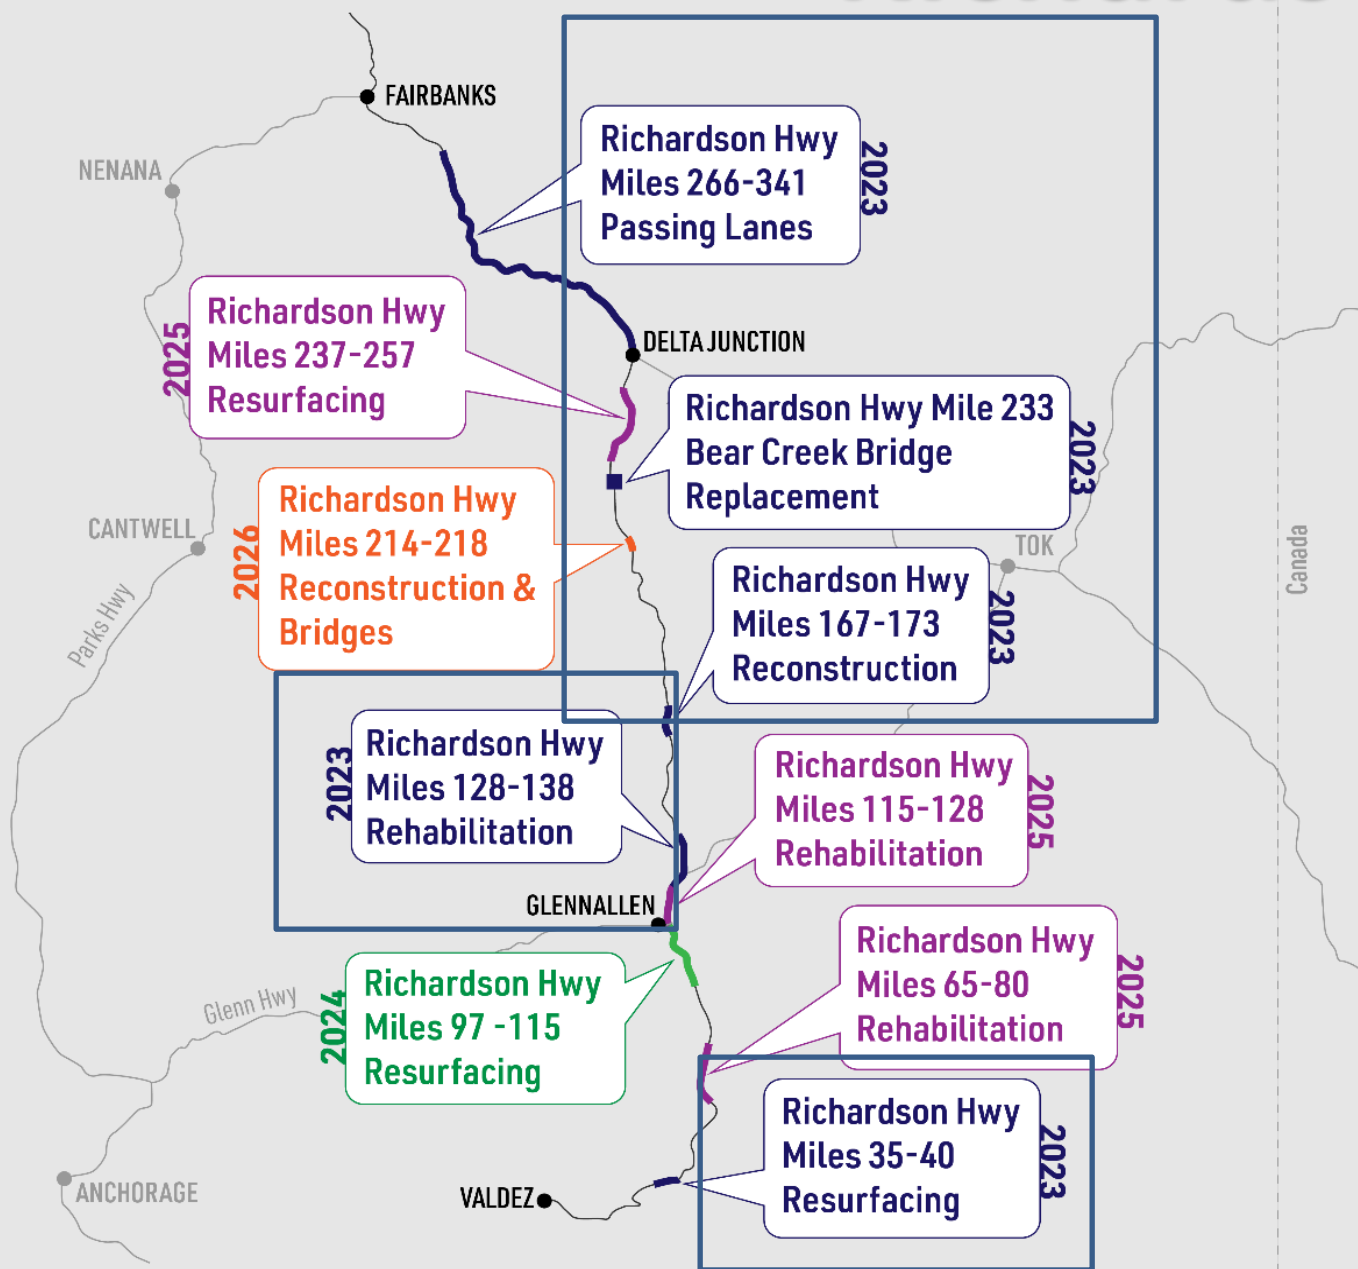 FAIRBANKS
NENANA
Richardson Hwy
Miles 266-341
Passing Lanes
2023
Richardson Hwy
Miles 237-257
Resurfacing
2025
DELTA JUNCTION
Richardson Hwy Mile 233
Bear Creek Bridge
Replacement
2023
Richardson Hwy
Miles 214-218
Reconstruction &
Bridges
2026
CANTWELL
TOK
Canada
Parks Hwy
Richardson Hwy
Miles 167-173
Reconstruction
2023
Richardson Hwy
Miles 128-138
Rehabilitation
2023
Richardson Hwy
Miles 115-128
Rehabilitation
2025
GLENNALLEN
Richardson Hwy
Miles 65-80
Rehabilitation
2025
Richardson Hwy
Miles 97 -115
Resurfacing
2024
Glenn Hwy
Richardson Hwy
Miles 35-40
Resurfacing
2023
ANCHORAGE
VALDEZ